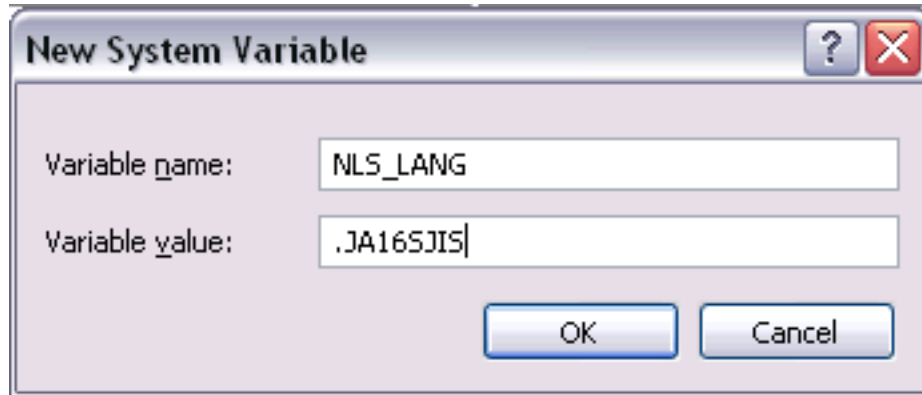 New System Variable
Variable name: NLS_LANG
Variable value: .JA16SJIS
OK Cancel